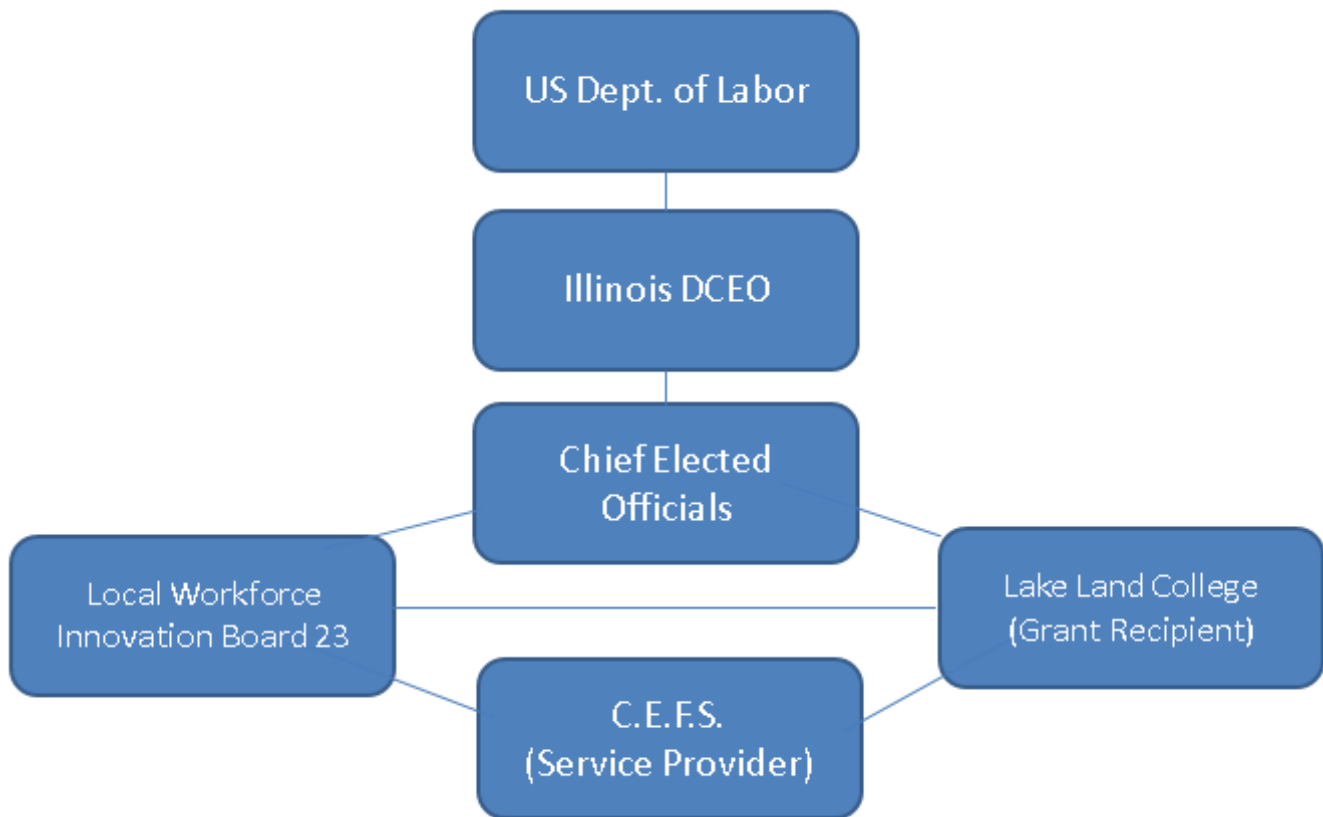 US Dept. of Labor
Illinois DCEO
Chief Elected
Officials
Local Workforce
Innovation Board 23
Lake Land College
(Grant Recipient)
C.E.F.S.
(Service Provider)